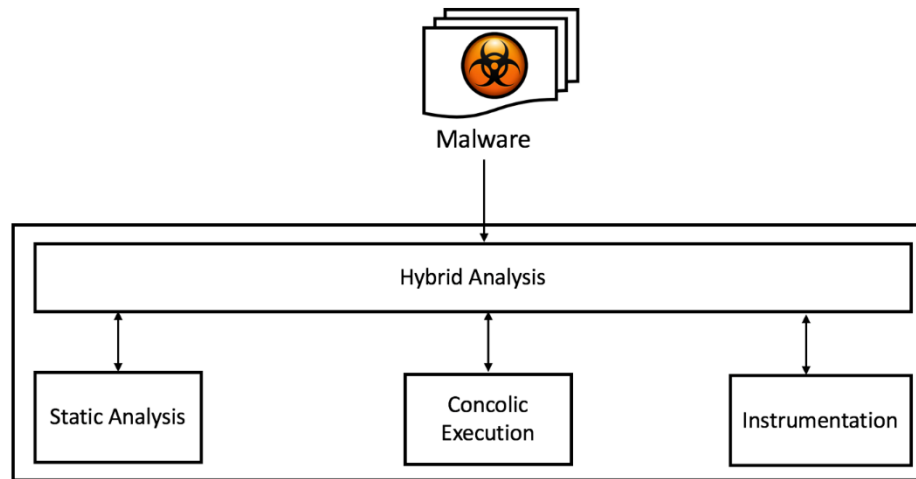 Malware
Hybrid Analysis
Static Analysis
Concolic
Execution
Instrumentation